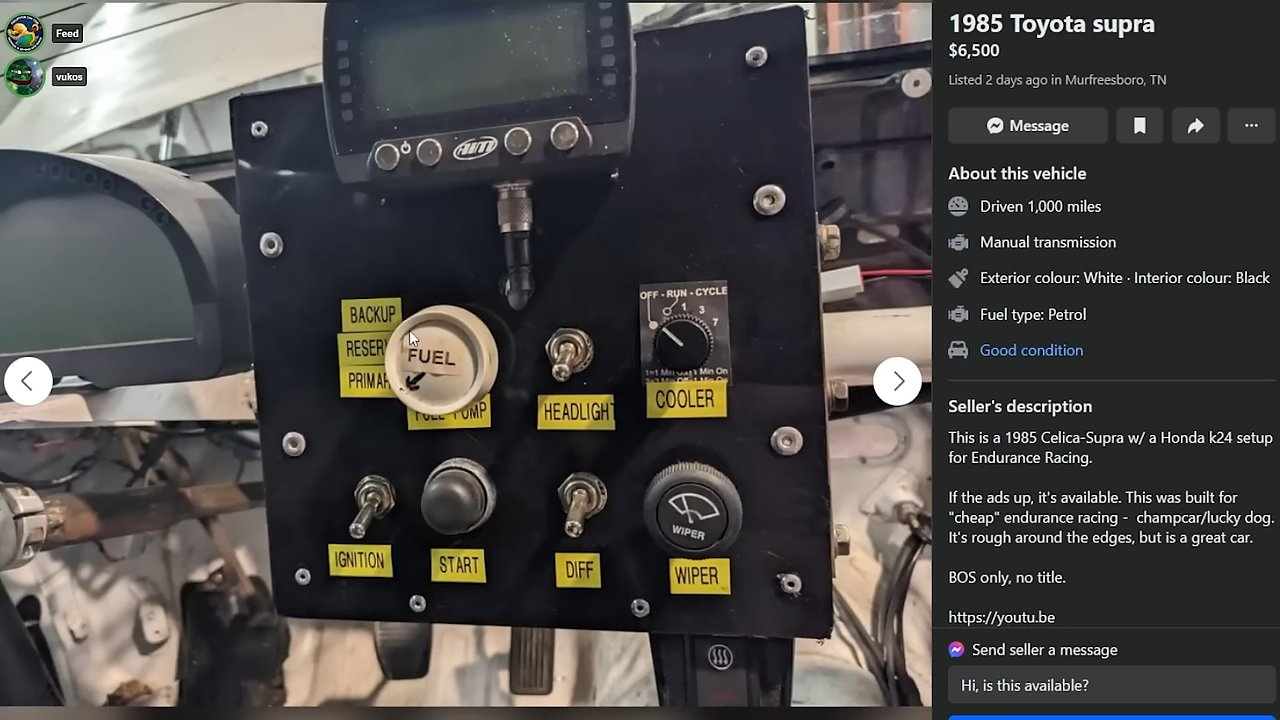 Feed
vukos
AiM
BACKUP
RESERV
PRIMAR
FUEL
FUEL PUMP
HEADLIGHT
OFF - RUN - CYCLE
1 3
7
COOLER
IGNITION
START
DIFF
WIPER
WIPER
1985 Toyota supra
$6,500
Listed 2 days ago in Murfreesboro, TN
Message
About this vehicle
Driven 1,000 miles
Manual transmission
Exterior colour: White · Interior colour: Black
Fuel type: Petrol
Good condition
Seller's description
This is a 1985 Celica-Supra w/ a Honda k24 setup
for Endurance Racing.
If the ads up, it's available. This was built for
"cheap" endurance racing - champcar/lucky dog.
It's rough around the edges, but is a great car.
BOS only, no title.
https://youtu.be
Send seller a message
Hi, is this available?